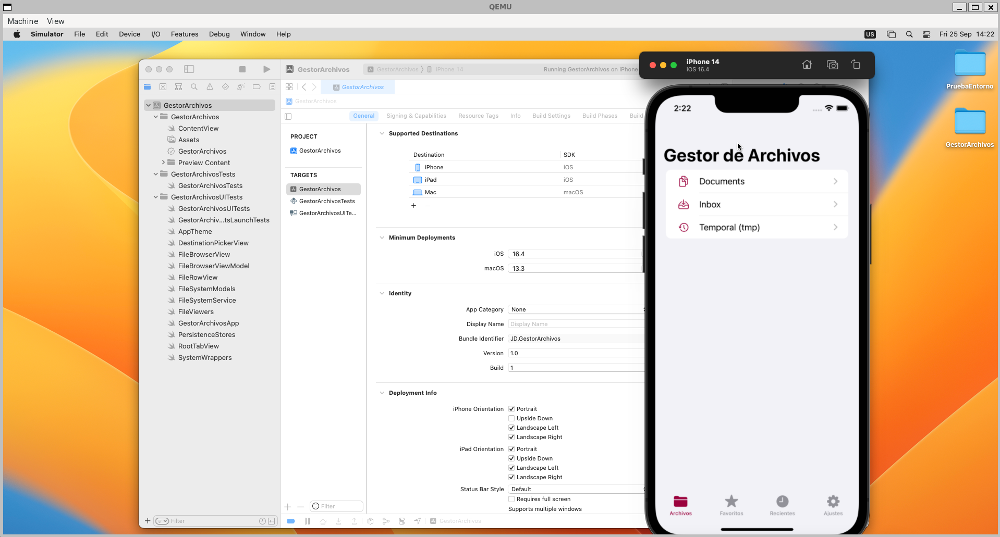 QEMU
Machine View
Simulator File Edit Device I/O Features Debug Window Help US Fri 25 Sep 14:22
PruebaEntorno
GestorArchivos
GestorArchivos
GestorArchivos iPhone 14
Running GestorArchivos on iPhone
GestorArchivos
GestorArchivos
General Signing & Capabilities Resource Tags Info Build Settings Build Phases Build
GestorArchivos
GestorArchivos
ContentView
Assets
GestorArchivos
Preview Content
GestorArchivosTests
GestorArchivosTests
GestorArchivosUITests
GestorArchivosUITests
GestorArchiv...tsLaunchTests
AppTheme
DestinationPickerView
FileBrowserView
FileBrowserViewModel
FileRowView
FileSystemModels
FileSystemService
FileViewers
GestorArchivosApp
PersistenceStores
RootTabView
SystemWrappers
Filter
PROJECT
GestorArchivos
TARGETS
GestorArchivos
GestorArchivosTests
GestorArchivosUITe...
Filter
Supported Destinations
Destination SDK
iPhone iOS
iPad iOS
Mac macOS
Minimum Deployments
iOS 16.4
macOS 13.3
Identity
App Category None
Display Name Display Name
Bundle Identifier JD.GestorArchivos
Version 1.0
Build 1
Deployment Info
iPhone Orientation Portrait
Upside Down
Landscape Left
Landscape Right
iPad Orientation Portrait
Upside Down
Landscape Left
Landscape Right
Status Bar Style Default
Requires full screen
Supports multiple windows
GestorArchivos
iPhone 14
iOS 16.4
2:22
Gestor de Archivos
Documents
Inbox
Temporal (tmp)
Archivos Favoritos Recientes Ajustes